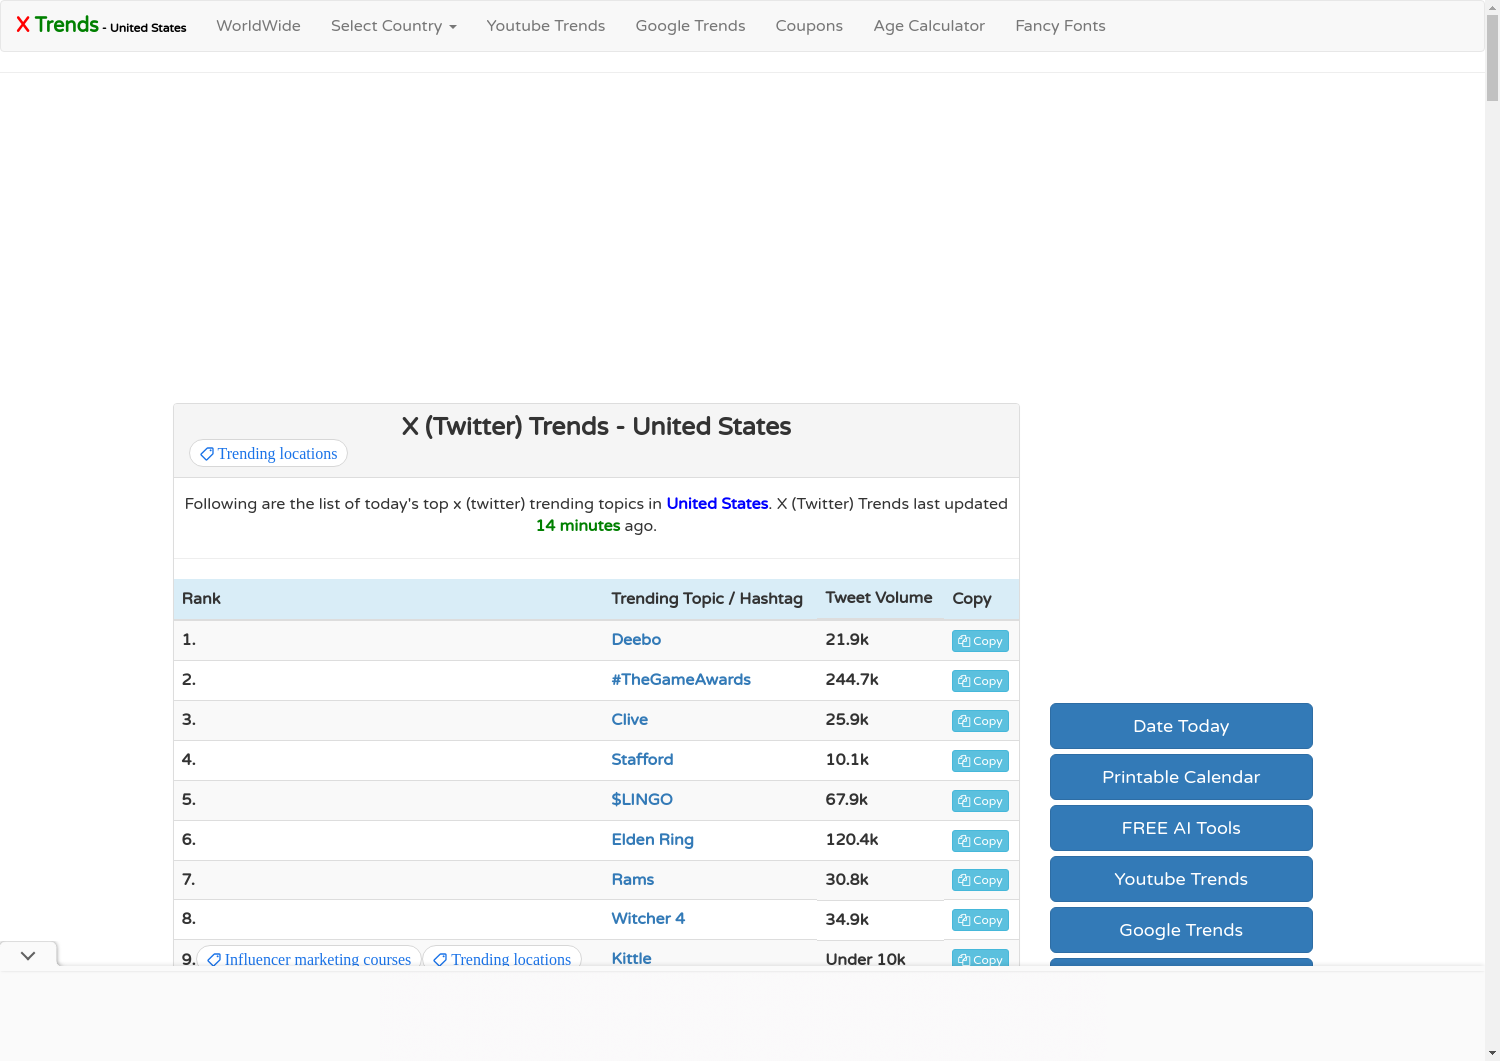 X Trends - United States
WorldWide
Select Country
Youtube Trends
Google Trends
Coupons
Age Calculator
Fancy Fonts
X (Twitter) Trends - United States
Trending locations
Following are the list of today's top x (twitter) trending topics in United States. X (Twitter) Trends last updated
14 minutes ago.
Rank Trending Topic / Hashtag Tweet Volume Copy
1. Deebo 21.9k Copy
2. #TheGameAwards 244.7k Copy
3. Clive 25.9k Copy
4. Stafford 10.1k Copy
5. $LINGO 67.9k Copy
6. Elden Ring 120.4k Copy
7. Rams 30.8k Copy
8. Witcher 4 34.9k Copy
9. Influencer marketing courses Trending locations Kittle Under 10k Copy
Date Today
Printable Calendar
FREE AI Tools
Youtube Trends
Google Trends